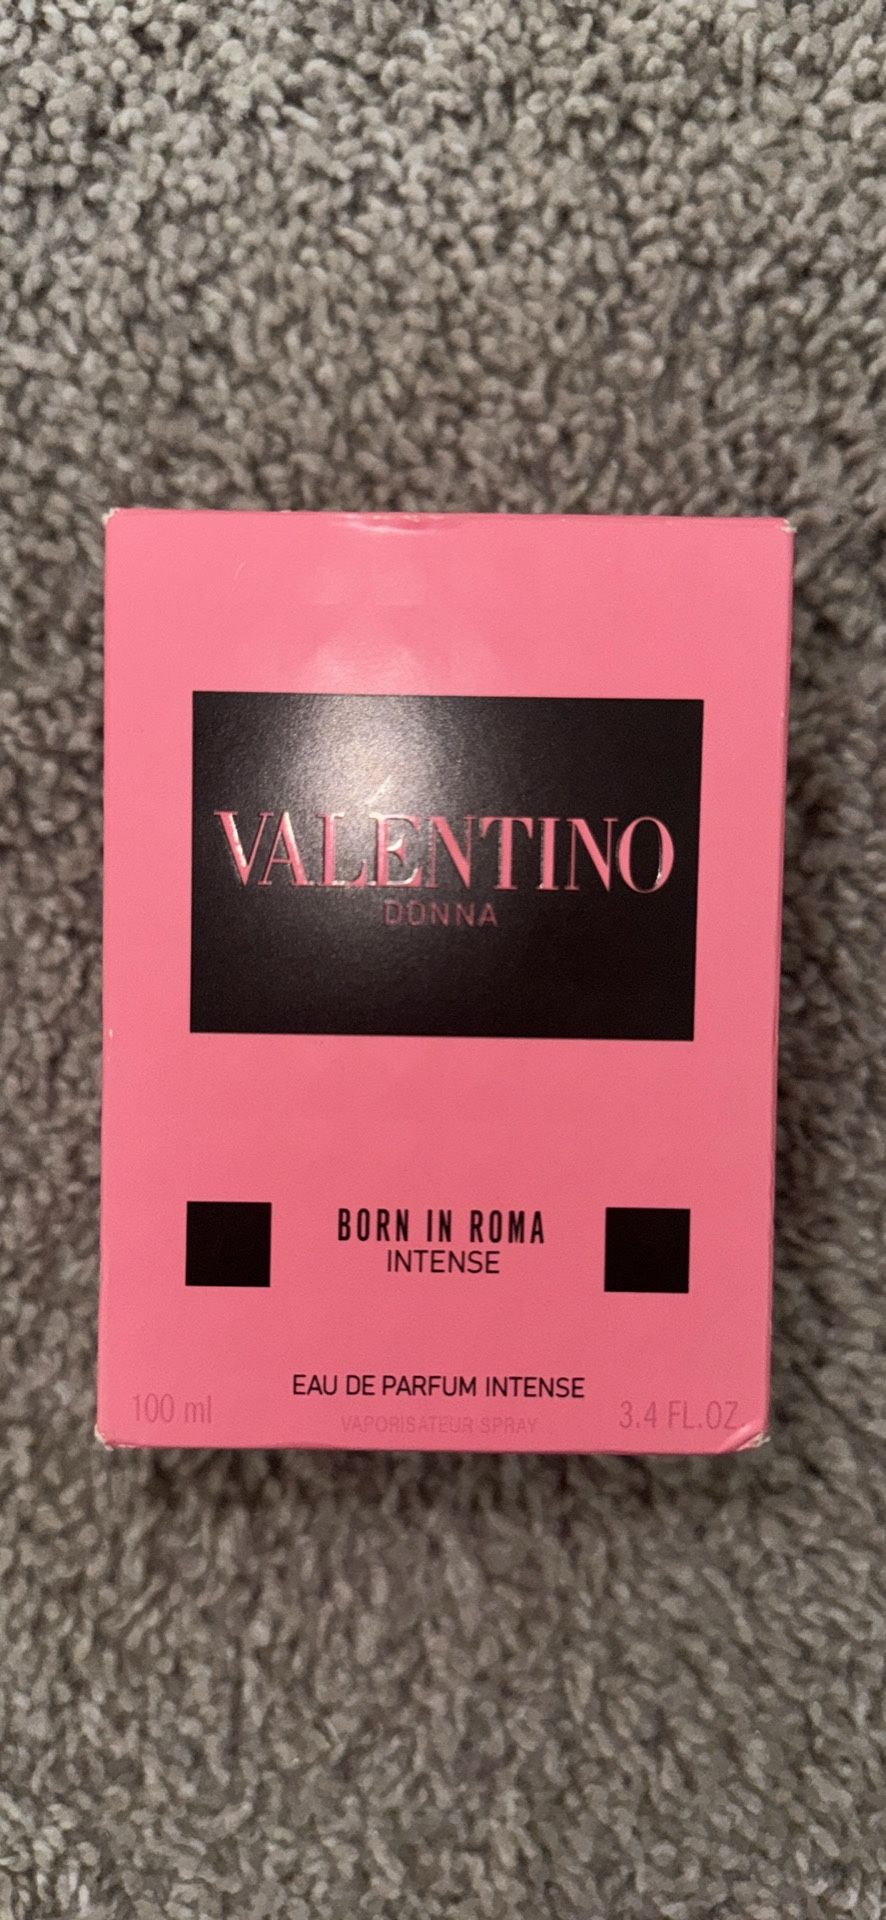 VALENTINO
DONNA
BORN IN ROMA
INTENSE
EAU DE PARFUM INTENSE
100 ml VAPORISATEUR SPRAY 3.4 FL.OZ.